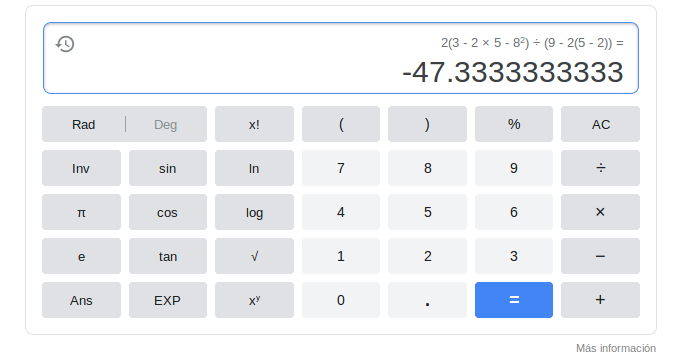 2(3 - 2 × 5 - 8²) ÷ (9 - 2(5 - 2)) =
-47.3333333333
Rad | Deg x! ( ) % AC
Inv sin ln 7 8 9 ÷
π cos log 4 5 6 ×
e tan √ 1 2 3 −
Ans EXP xʸ 0 . = +
Más información